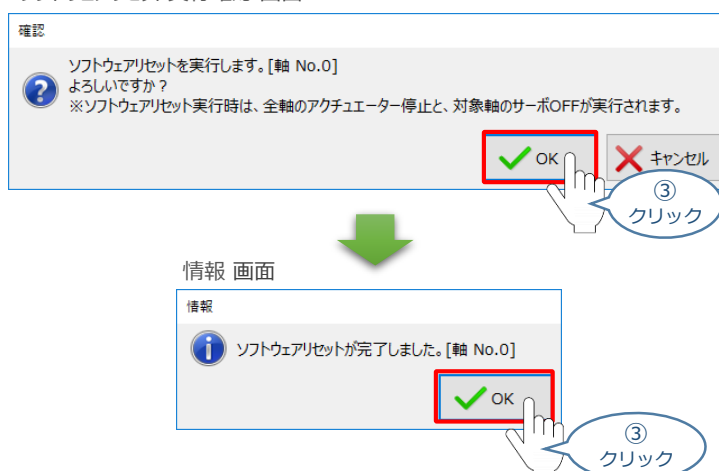 確認
ソフトウェアリセットを実行します。[軸 No.0]
よろしいですか？
※ソフトウェアリセット実行時は、全軸のアクチュエーター停止と、対象軸のサーボOFFが実行されます。
OK
キャンセル
③
クリック
情報 画面
情報
ソフトウェアリセットが完了しました。[軸 No.0]
OK
③
クリック